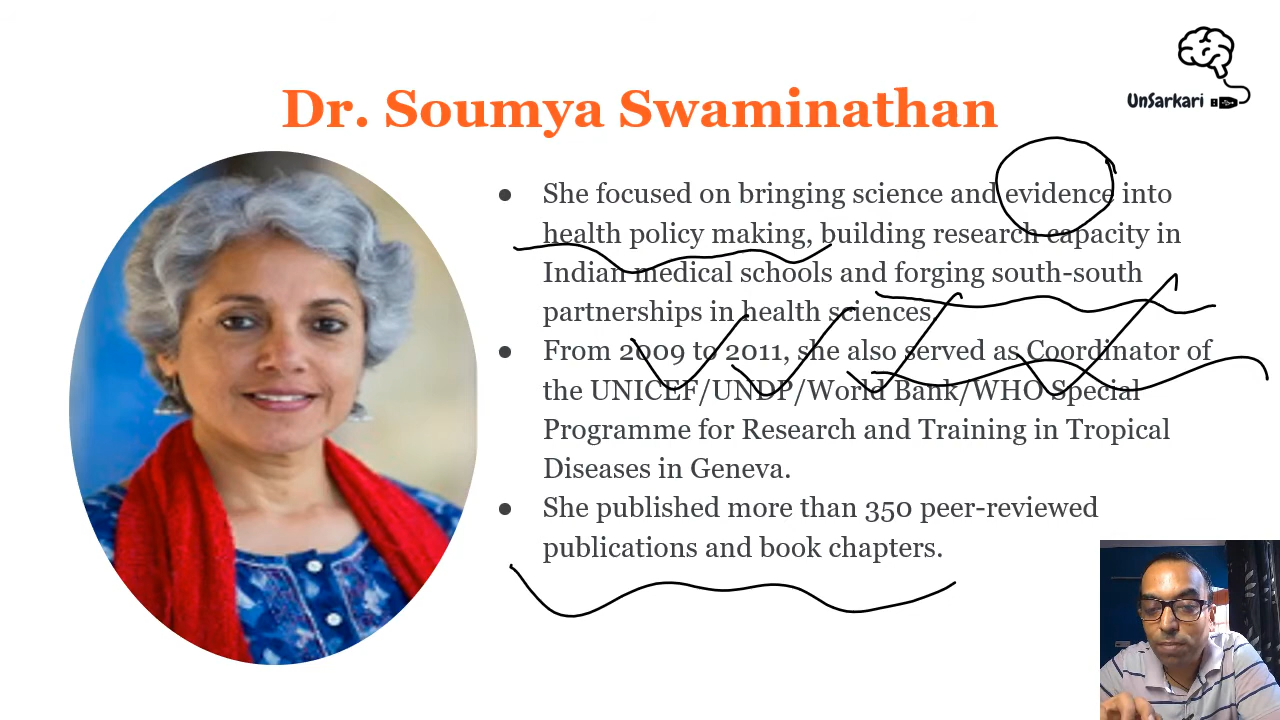 UnSarkari
Dr. Soumya Swaminathan
● She focused on bringing science and evidence into
health policy making, building research capacity in
Indian medical schools and forging south-south
partnerships in health sciences.
● From 2009 to 2011, she also served as Coordinator of
the UNICEF/UNDP/World Bank/WHO Special
Programme for Research and Training in Tropical
Diseases in Geneva.
● She published more than 350 peer-reviewed
publications and book chapters.